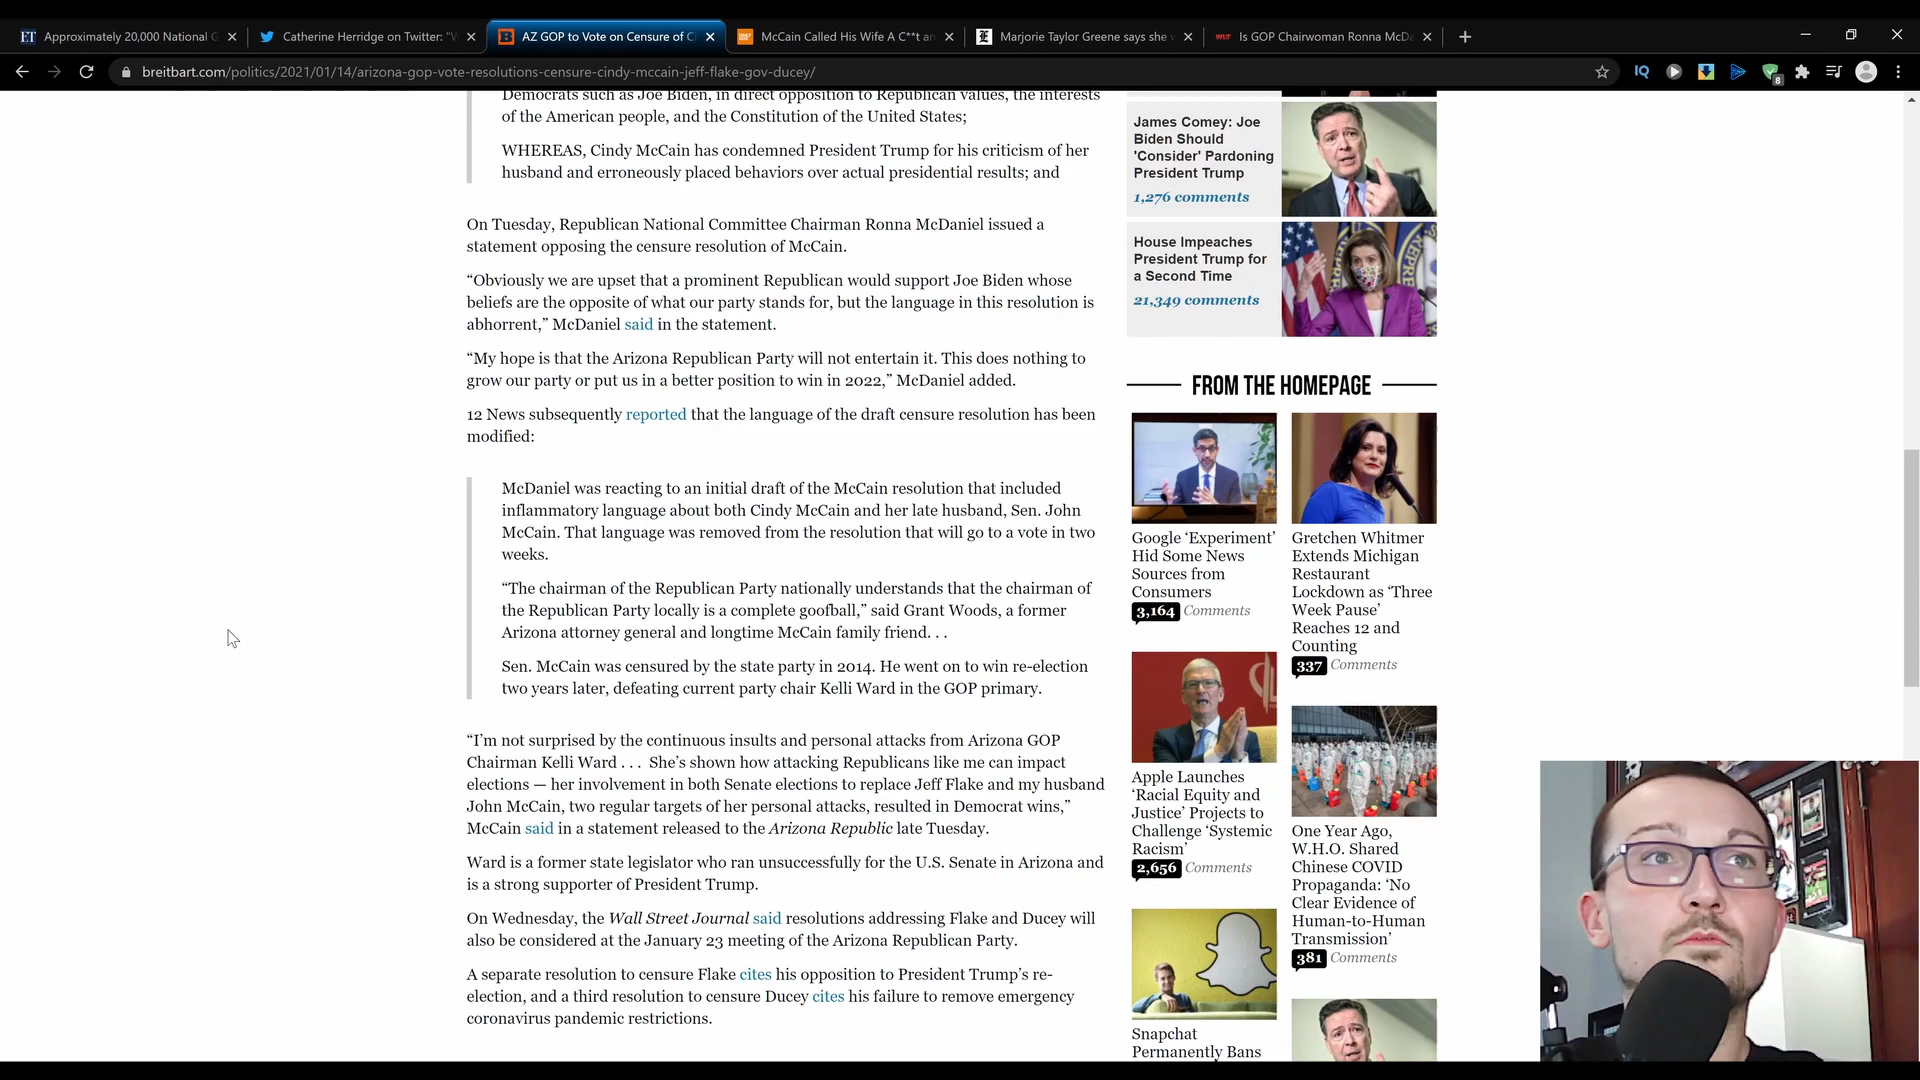 ET Approximately 20,000 National G
Catherine Herridge on Twitter: "W
AZ GOP to Vote on Censure of C
McCain Called His Wife A C**t an
Marjorie Taylor Greene says she w
WLT Is GOP Chairwoman Ronna McDa
breitbart.com/politics/2021/01/14/arizona-gop-vote-resolutions-censure-cindy-mccain-jeff-flake-gov-ducey/
IQ
8
Democrats such as Joe Biden, in direct opposition to Republican values, the interests
of the American people, and the Constitution of the United States;
WHEREAS, Cindy McCain has condemned President Trump for his criticism of her
husband and erroneously placed behaviors over actual presidential results; and
On Tuesday, Republican National Committee Chairman Ronna McDaniel issued a
statement opposing the censure resolution of McCain.
“Obviously we are upset that a prominent Republican would support Joe Biden whose
beliefs are the opposite of what our party stands for, but the language in this resolution is
abhorrent,” McDaniel said in the statement.
“My hope is that the Arizona Republican Party will not entertain it. This does nothing to
grow our party or put us in a better position to win in 2022,” McDaniel added.
12 News subsequently reported that the language of the draft censure resolution has been
modified:
McDaniel was reacting to an initial draft of the McCain resolution that included
inflammatory language about both Cindy McCain and her late husband, Sen. John
McCain. That language was removed from the resolution that will go to a vote in two
weeks.
“The chairman of the Republican Party nationally understands that the chairman of
the Republican Party locally is a complete goofball,” said Grant Woods, a former
Arizona attorney general and longtime McCain family friend. . .
Sen. McCain was censured by the state party in 2014. He went on to win re-election
two years later, defeating current party chair Kelli Ward in the GOP primary.
“I’m not surprised by the continuous insults and personal attacks from Arizona GOP
Chairman Kelli Ward . . . She’s shown how attacking Republicans like me can impact
elections — her involvement in both Senate elections to replace Jeff Flake and my husband
John McCain, two regular targets of her personal attacks, resulted in Democrat wins,”
McCain said in a statement released to the Arizona Republic late Tuesday.
Ward is a former state legislator who ran unsuccessfully for the U.S. Senate in Arizona and
is a strong supporter of President Trump.
On Wednesday, the Wall Street Journal said resolutions addressing Flake and Ducey will
also be considered at the January 23 meeting of the Arizona Republican Party.
A separate resolution to censure Flake cites his opposition to President Trump’s re-
election, and a third resolution to censure Ducey cites his failure to remove emergency
coronavirus pandemic restrictions.
James Comey: Joe
Biden Should
'Consider' Pardoning
President Trump
1,276 comments
House Impeaches
President Trump for
a Second Time
21,349 comments
FROM THE HOMEPAGE
Google ‘Experiment’
Hid Some News
Sources from
Consumers
3,164 Comments
Gretchen Whitmer
Extends Michigan
Restaurant
Lockdown as ‘Three
Week Pause’
Reaches 12 and
Counting
337 Comments
Apple Launches
‘Racial Equity and
Justice’ Projects to
Challenge ‘Systemic
Racism’
2,656 Comments
One Year Ago,
W.H.O. Shared
Chinese COVID
Propaganda: ‘No
Clear Evidence of
Human-to-Human
Transmission’
381 Comments
Snapchat
Permanently Bans